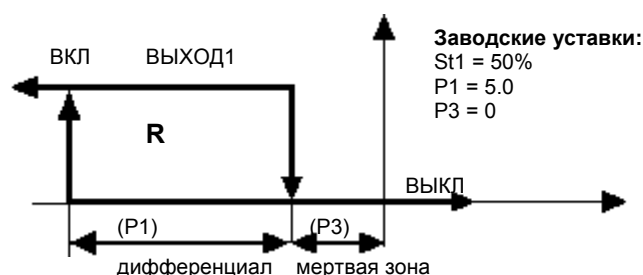 ВКЛ ВЫХОД1
Заводские уставки:
St1 = 50%
P1 = 5.0
P3 = 0
R
ВЫКЛ
(P1) (P3)
дифференциал мертвая зона